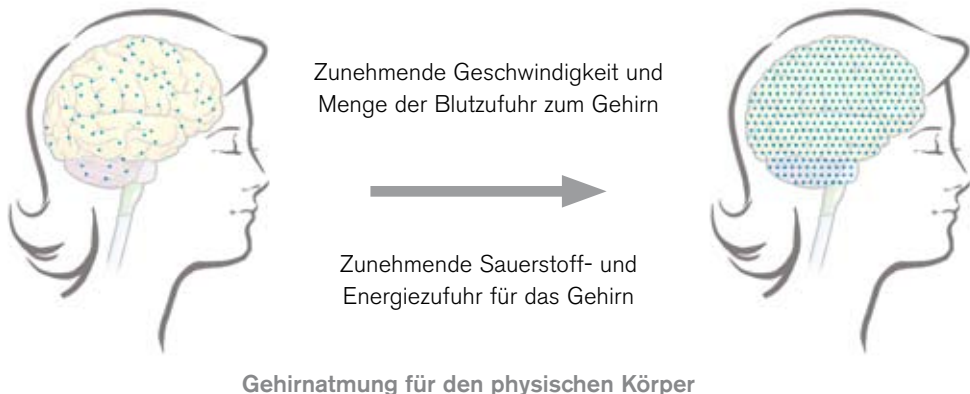 Zunehmende Geschwindigkeit und
Menge der Blutzufuhr zum Gehirn
Zunehmende Sauerstoff- und
Energiezufuhr für das Gehirn
Gehirnatmung für den physischen Körper